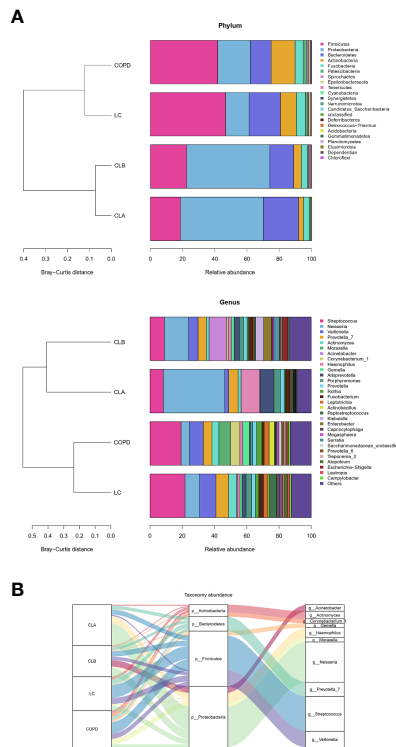 A
Phylum
COPD
LC
CLB
CLA
0.4 0.3 0.2 0.1 0.0
Bray−Curtis distance
0 20 40 60 80 100
Relative abundance
Firmicutes
Proteobacteria
Bacteroidetes
Actinobacteria
Fusobacteria
Patescibacteria
Spirochaetes
Epsilonbacteraeota
Tenericutes
Cyanobacteria
Synergistetes
Verrucomicrobia
Candidatus_Saccharibacteria
unclassified
Deferribacteres
Deinococcus−Thermus
Acidobacteria
Gemmatimonadetes
Planctomycetes
Elusimicrobia
Dependentiae
Chloroflexi
Genus
CLB
CLA
COPD
LC
0.5 0.4 0.3 0.2 0.1 0.0
Bray−Curtis distance
0 20 40 60 80 100
Relative abundance
Streptococcus
Neisseria
Veillonella
Prevotella_7
Actinomyces
Moraxella
Acinetobacter
Corynebacterium_1
Haemophilus
Gemella
Alloprevotella
Porphyromonas
Prevotella
Rothia
Fusobacterium
Leptotrichia
Actinobacillus
Peptostreptococcus
Klebsiella
Enterobacter
Capnocytophaga
Megasphaera
Serratia
Saccharimonadaceae_unclassified
Prevotella_6
Treponema_2
Atopobium
Escherichia−Shigella
Lautropia
Campylobacter
Others
B
Taxonomy abundance
CLA
CLB
LC
COPD
p__Actinobacteria
p__Bacteroidetes
p__Firmicutes
p__Proteobacteria
g__Acinetobacter
g__Actinomyces
g__Corynebacterium_1
g__Gemella
g__Haemophilus
g__Moraxella
g__Neisseria
g__Prevotella_7
g__Streptococcus
g__Veillonella